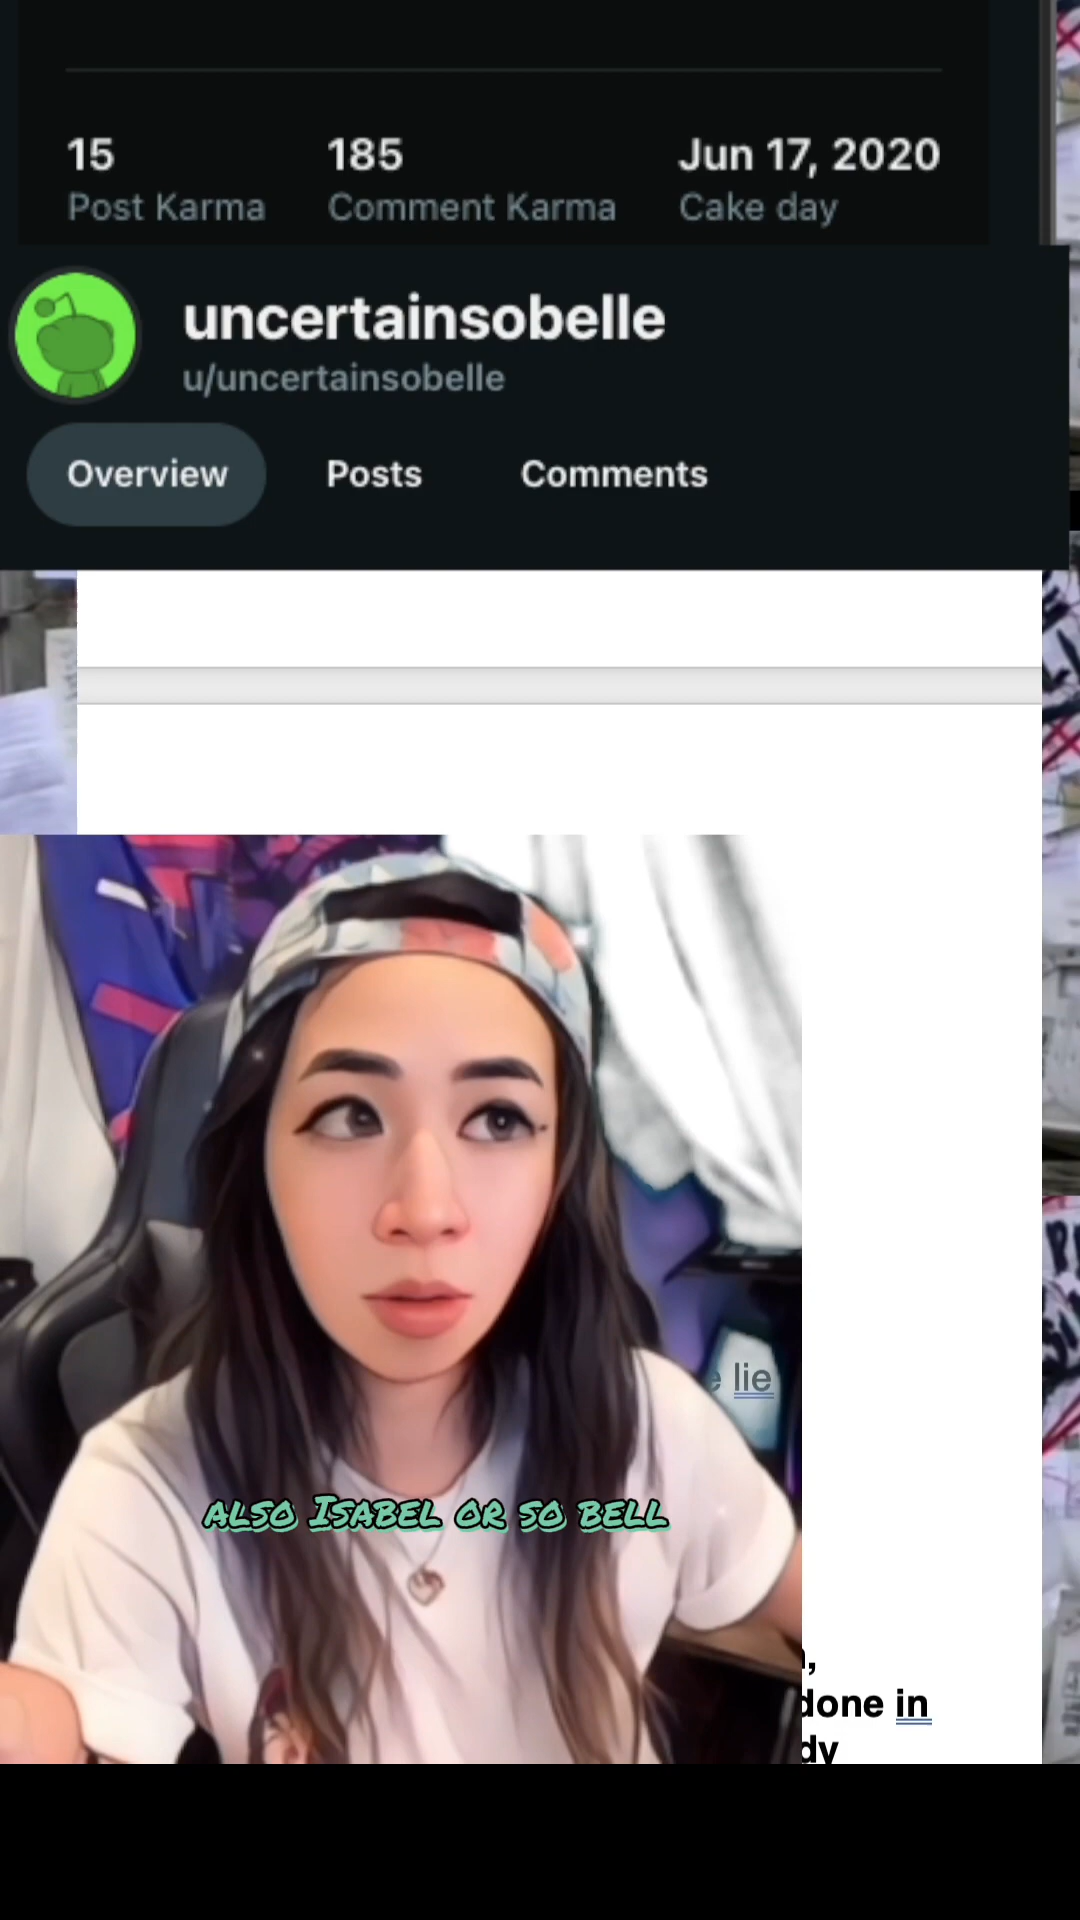 15 185 Jun 17, 2020
Post Karma Comment Karma Cake day
uncertainsobelle
u/uncertainsobelle
Overview Posts Comments
lie
ALSO ISABEL OR SO BELL
done in
dy